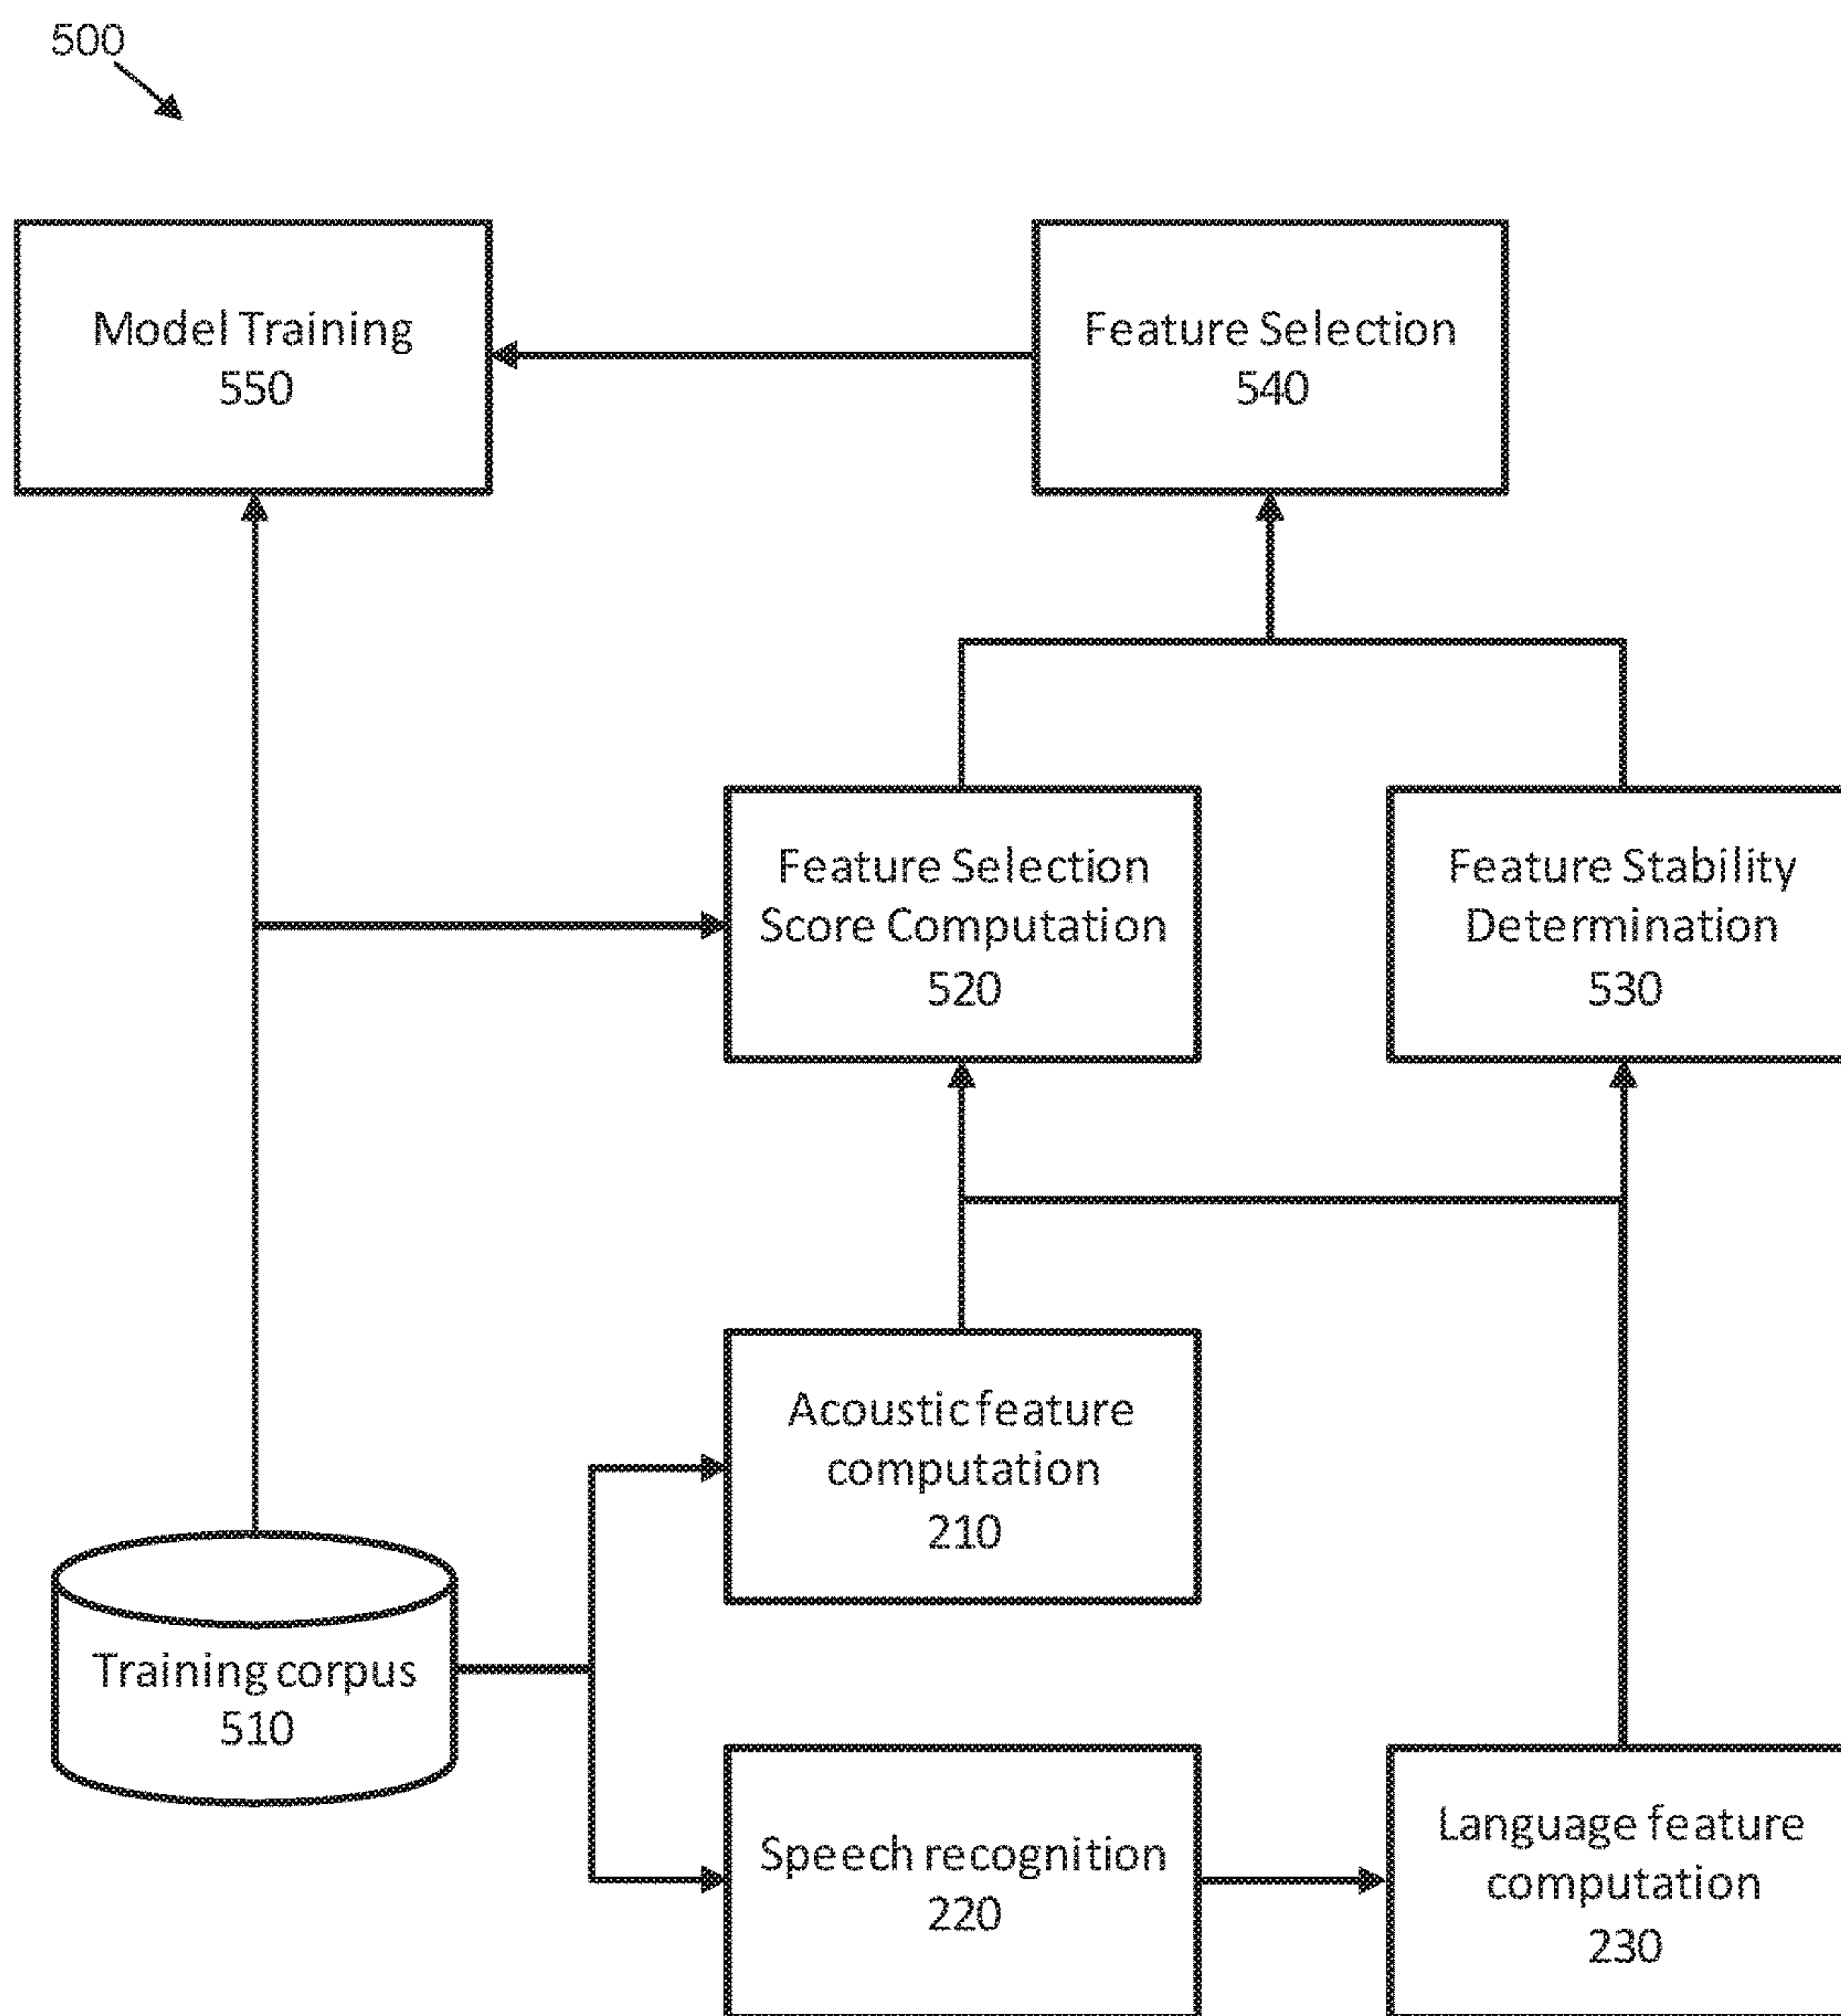 500
Model Training
550
Feature Selection
540
Feature Selection
Score Computation
520
Feature Stability
Determination
530
Acoustic feature
computation
210
Training corpus
510
Speech recognition
220
Language feature
computation
230